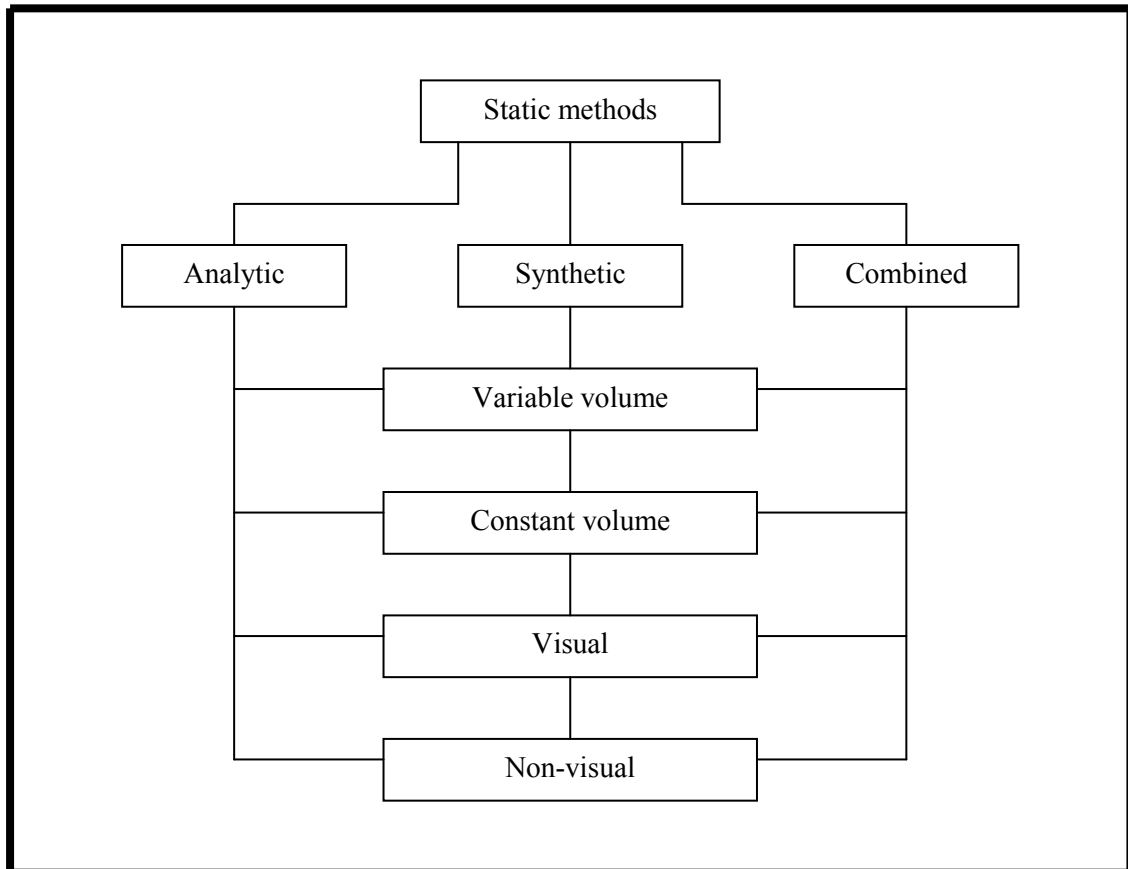 Static methods
Analytic
Synthetic
Combined
Variable volume
Constant volume
Visual
Non-visual